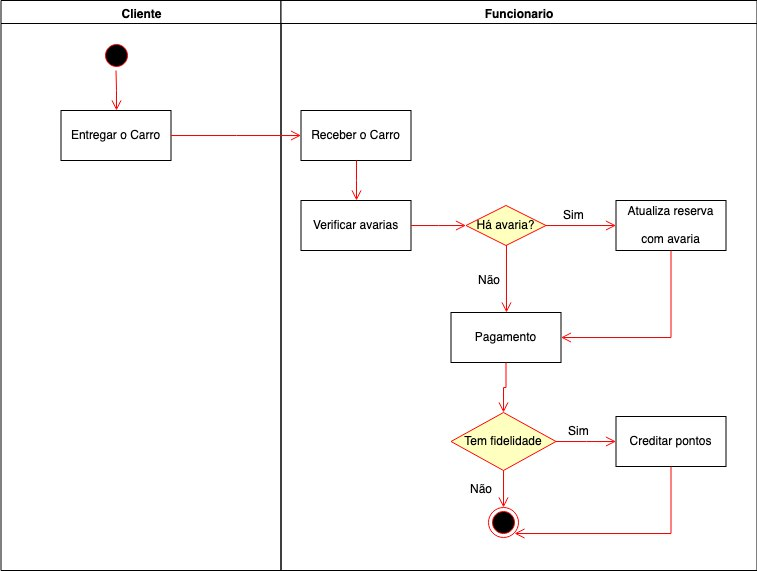 Cliente
Funcionario
Entregar o Carro
Receber o Carro
Verificar avarias
Há avaria?
Sim
Atualiza reserva
com avaria
Não
Pagamento
Tem fidelidade
Sim
Creditar pontos
Não